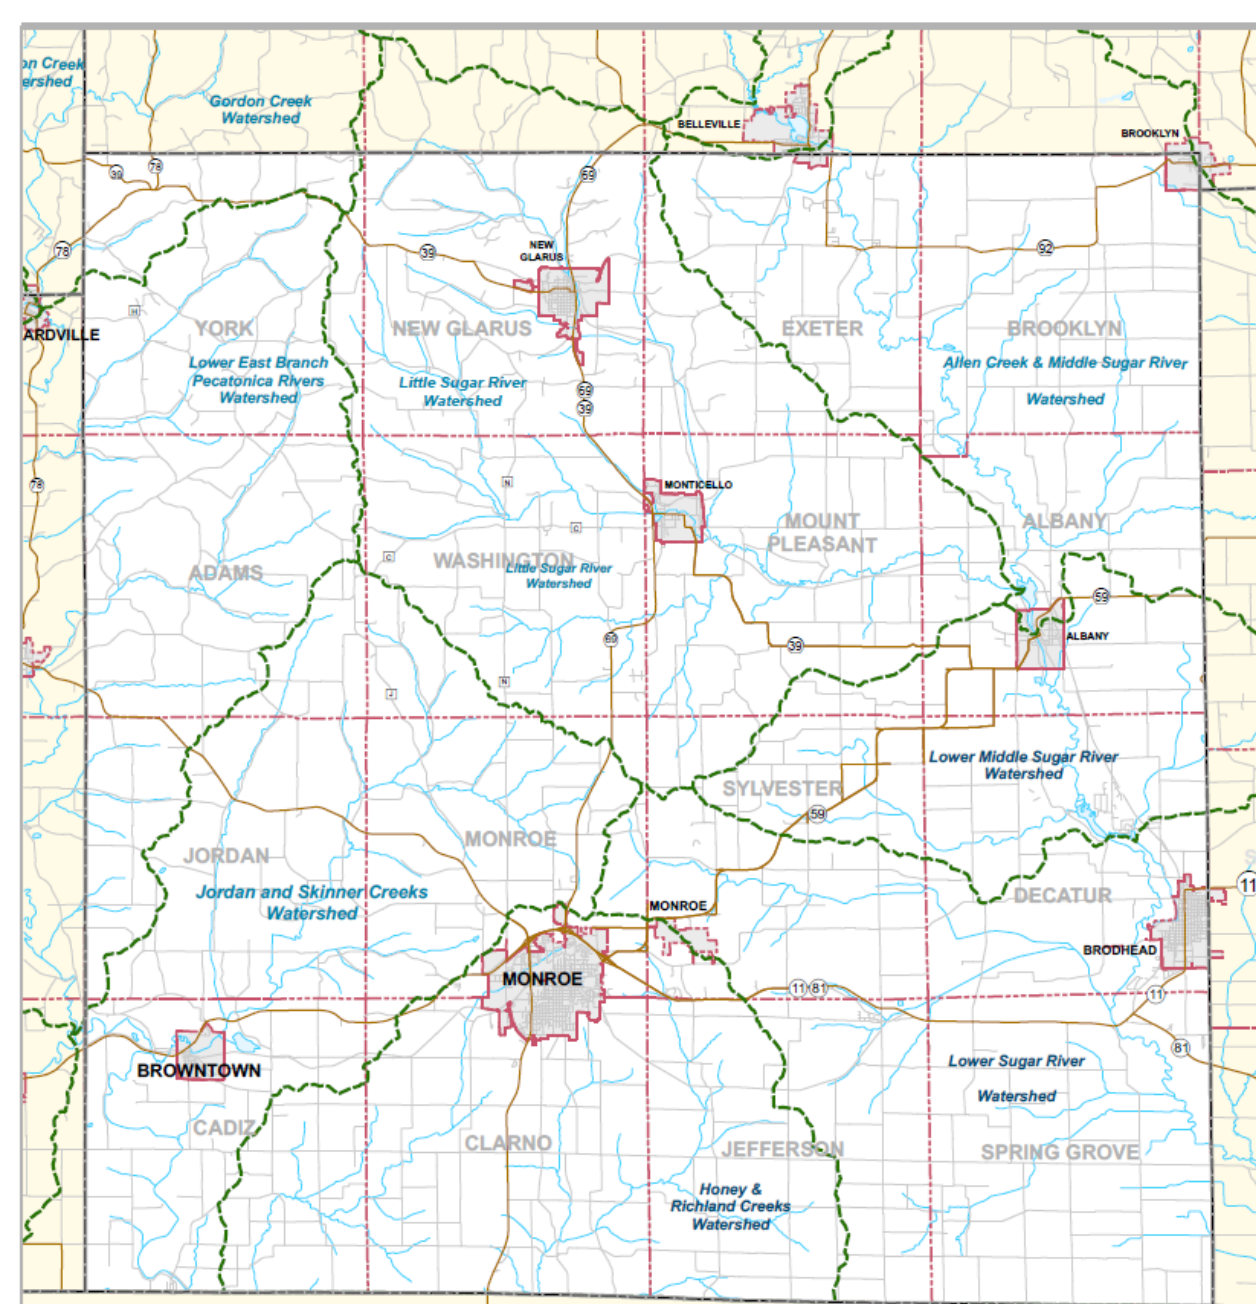 on Creek
ershed
Gordon Creek
Watershed
BELLEVILLE
BROOKLYN
39
78
69
78
39
NEW
GLARUS
92
H
ARDVILLE
YORK
NEW GLARUS
EXETER
BROOKLYN
Lower East Branch
Pecatonica Rivers
Watershed
Little Sugar River
Watershed
Allen Creek & Middle Sugar River
Watershed
69
39
78
N
MONTICELLO
C
MOUNT
PLEASANT
ALBANY
C
WASHINGTON
Little Sugar River
Watershed
ADAMS
59
69
39
ALBANY
J
N
Lower Middle Sugar River
Watershed
SYLVESTER
59
MONROE
JORDAN
Jordan and Skinner Creeks
Watershed
MONROE
DECATUR
S
11
BRODHEAD
MONROE
11
81
11
81
BROWNTOWN
Lower Sugar River
Watershed
CADIZ
CLARNO
JEFFERSON
SPRING GROVE
Honey &
Richland Creeks
Watershed